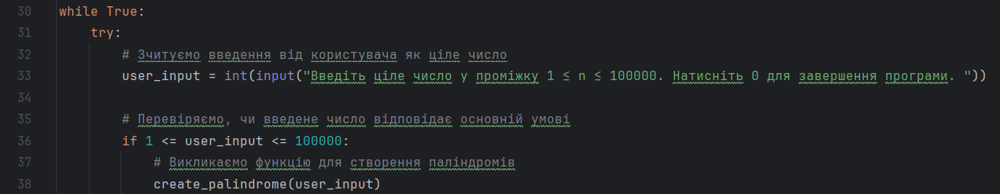 30 while True:
31 try:
32 # Зчитуємо введення від користувача як ціле число
33 user_input = int(input("Введіть ціле число у проміжку 1 ≤ n ≤ 100000. Натисніть 0 для завершення програми. "))
34
35 # Перевіряємо, чи введене число відповідає основній умові
36 if 1 <= user_input <= 100000:
37 # Викликаємо функцію для створення паліндромів
38 create_palindrome(user_input)